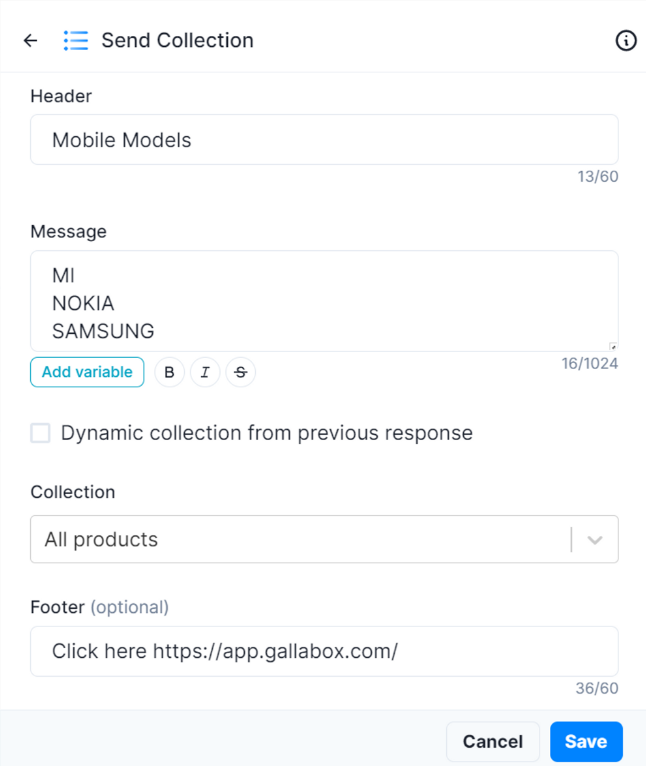 Send Collection
Header
Mobile Models
13/60
Message
MI
NOKIA
SAMSUNG
16/1024
Add variable B I S
Dynamic collection from previous response
Collection
All products
Footer (optional)
Click here https://app.gallabox.com/
36/60
Cancel Save